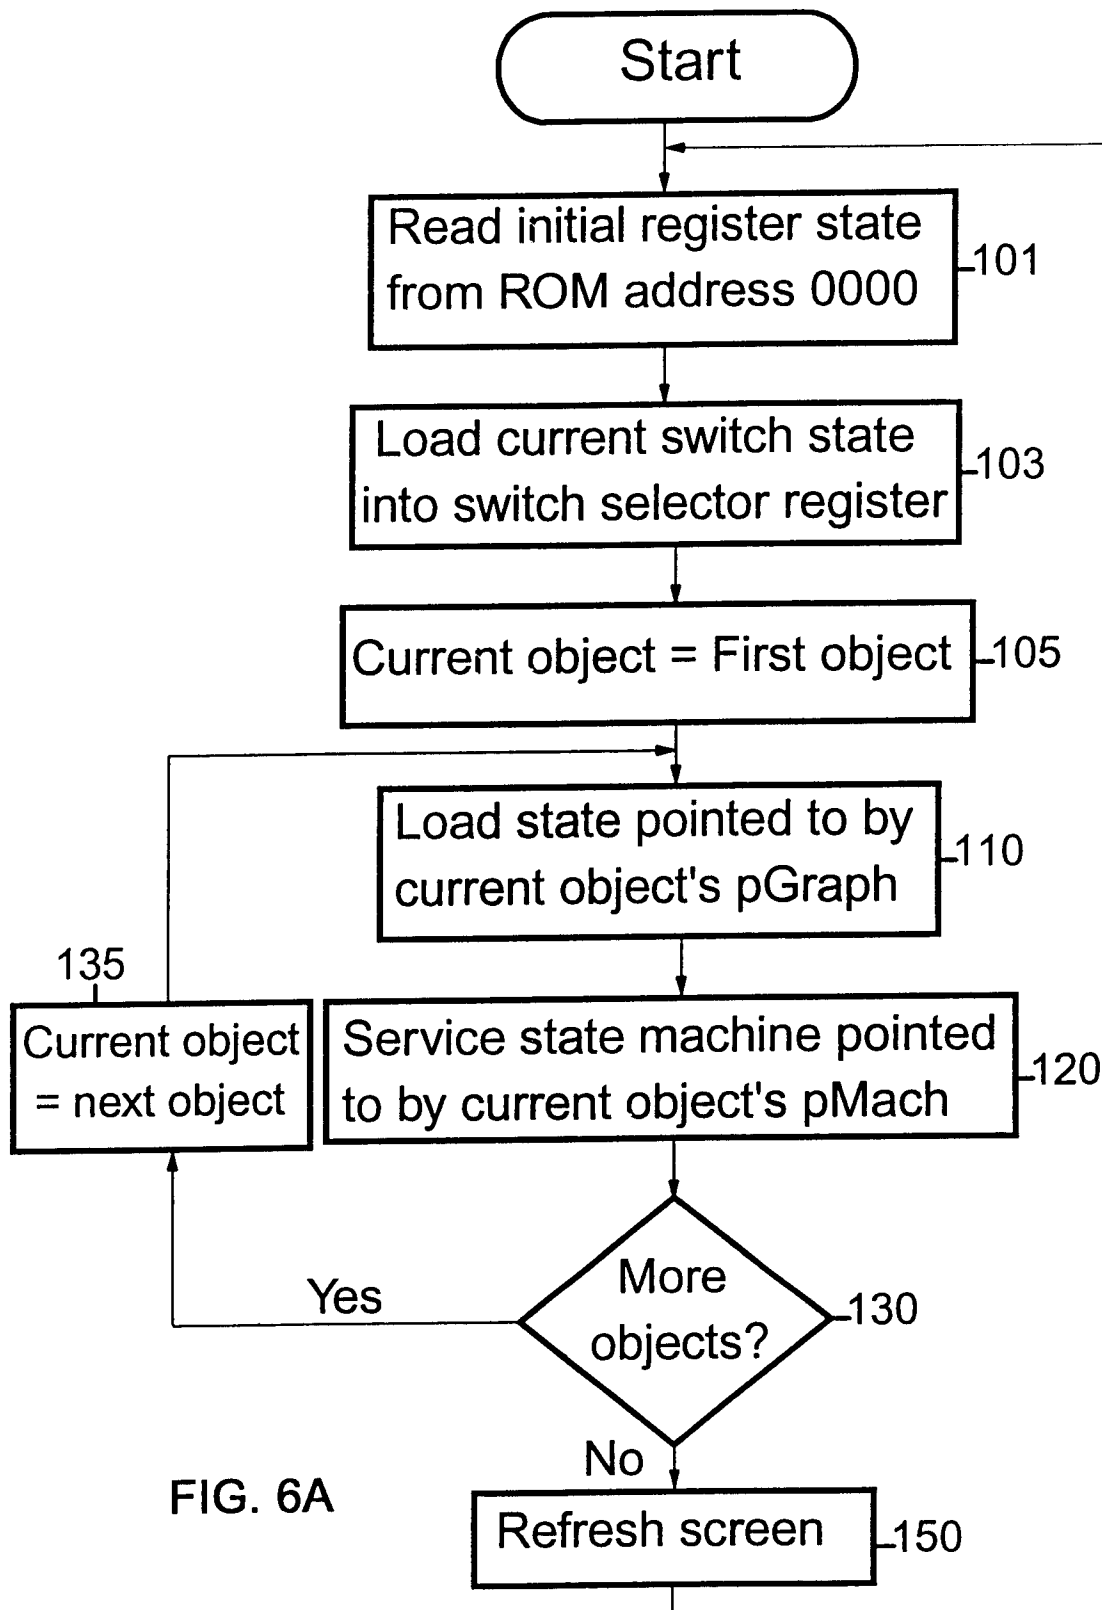 Start
Read initial register state
from ROM address 0000
101
Load current switch state
into switch selector register
103
Current object = First object
105
Load state pointed to by
current object's pGraph
110
135
Current object
= next object
Service state machine pointed
to by current object's pMach
120
More
objects?
130
Yes
No
FIG. 6A
Refresh screen
150